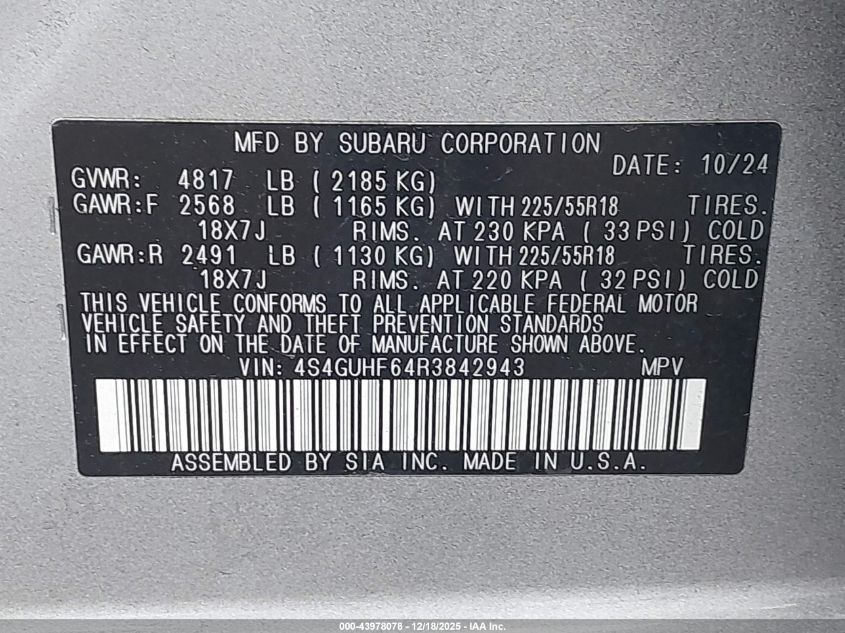 MFD BY SUBARU CORPORATION
DATE: 10/24
GVWR: 4817 LB ( 2185 KG)
GAWR:F 2568 LB ( 1165 KG) WITH 225/55R18 TIRES.
18X7J RIMS. AT 230 KPA ( 33 PSI) COLD
GAWR:R 2491 LB ( 1130 KG) WITH 225/55R18 TIRES.
18X7J RIMS. AT 220 KPA ( 32 PSI) COLD
THIS VEHICLE CONFORMS TO ALL APPLICABLE FEDERAL MOTOR
VEHICLE SAFETY AND THEFT PREVENTION STANDARDS
IN EFFECT ON THE DATE OF MANUFACTURE SHOWN ABOVE.
VIN: 4S4GUHF64R3842943 MPV
ASSEMBLED BY SIA INC. MADE IN U.S.A.
000-43978078 - 12/18/2025 - IAA Inc.